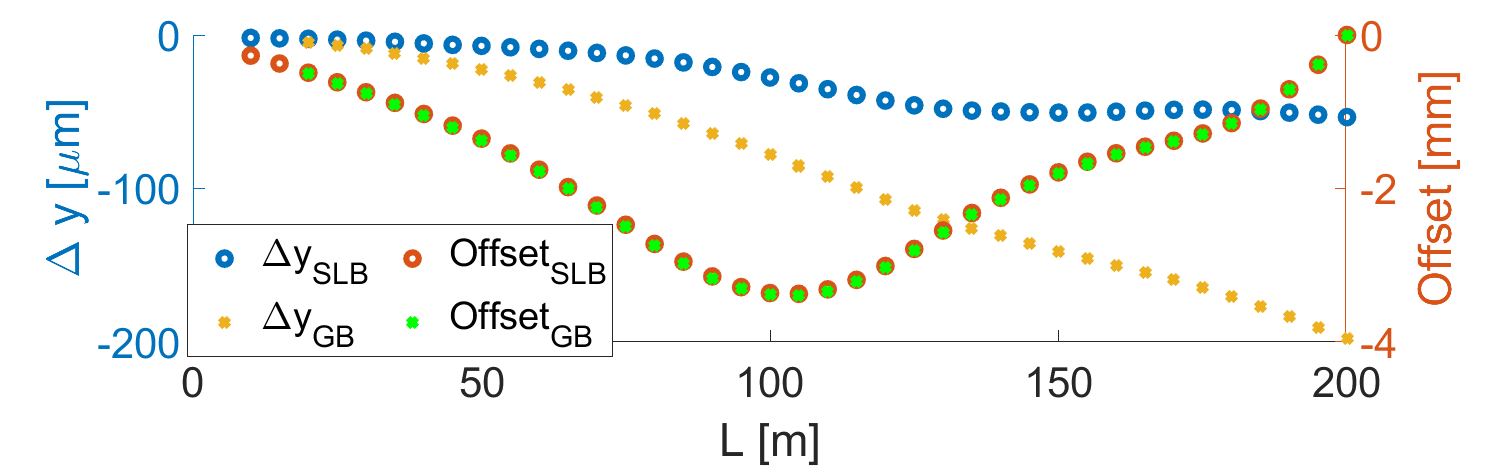 0
-100
-200
Δ y [μm]
Δy_SLB
Offset_SLB
Δy_GB
Offset_GB
0
-2
-4
Offset [mm]
0 50 100 150 200
L [m]